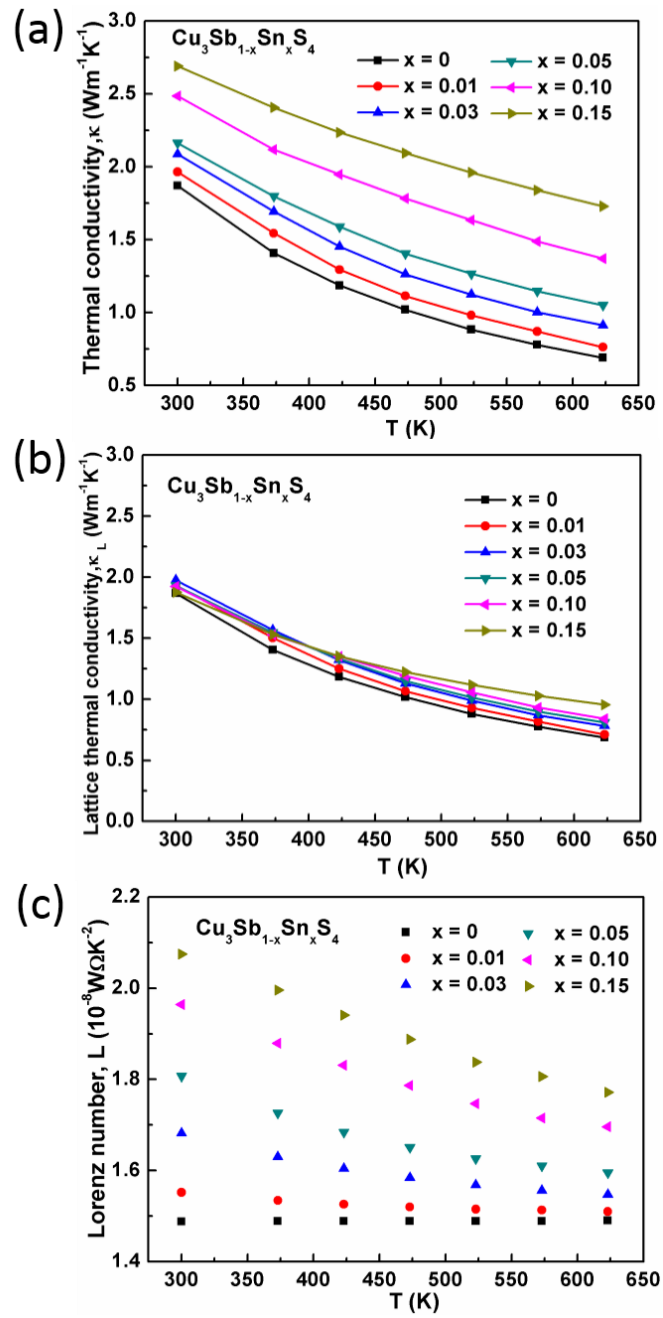 (a)
Cu3Sb1-xSnxS4
x = 0
x = 0.01
x = 0.03
x = 0.05
x = 0.10
x = 0.15
Thermal conductivity,κ (Wm⁻¹K⁻¹)
3.0
2.5
2.0
1.5
1.0
0.5
300 350 400 450 500 550 600 650
T (K)
(b)
Cu3Sb1-xSnxS4
x = 0
x = 0.01
x = 0.03
x = 0.05
x = 0.10
x = 0.15
Lattice thermal conductivity,κL (Wm⁻¹K⁻¹)
3.0
2.5
2.0
1.5
1.0
0.5
0.0
300 350 400 450 500 550 600 650
T (K)
(c)
Cu3Sb1-xSnxS4
x = 0
x = 0.01
x = 0.03
x = 0.05
x = 0.10
x = 0.15
Lorenz number, L (10⁻⁸WΩK⁻²)
2.2
2.0
1.8
1.6
1.4
300 350 400 450 500 550 600 650
T (K)